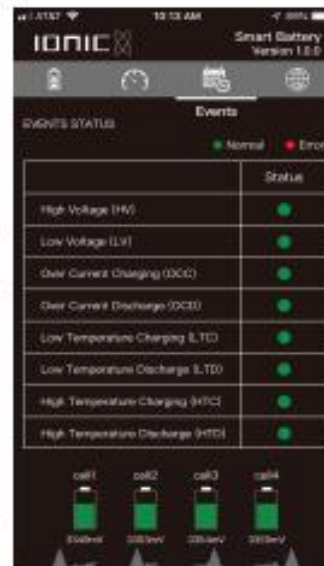 AT&T 10:13 AM
IONIC Smart Battery
Version 1.0.0
Events
EVENTS STATUS
Normal Error
Status
High Voltage (HV)
Low Voltage (LV)
Over Current Charging (OCC)
Over Current Discharge (OCD)
Low Temperature Charging (LTC)
Low Temperature Discharge (LTD)
High Temperature Charging (HTC)
High Temperature Discharge (HTD)
cell1 cell2 cell3 cell4